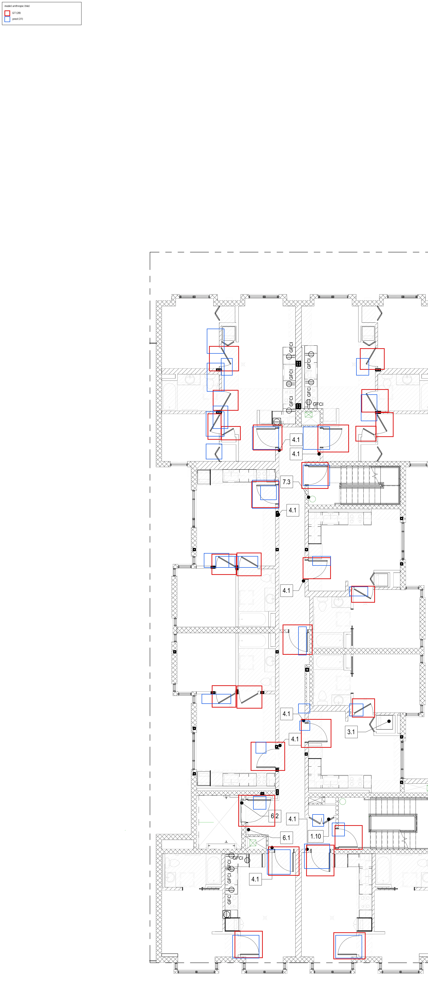 model: anthropic (tile)
GT (28)
pred (31)
GFCI
GFCI
GFCI
GFCI
GFCI
GFCI
GFCI
4.1
4.1
7.3
4.1
4.1
4.1
3.1
4.1
6.2
4.1
6.1
1.10
GFCI
GFCI
GFCI
4.1
GFC